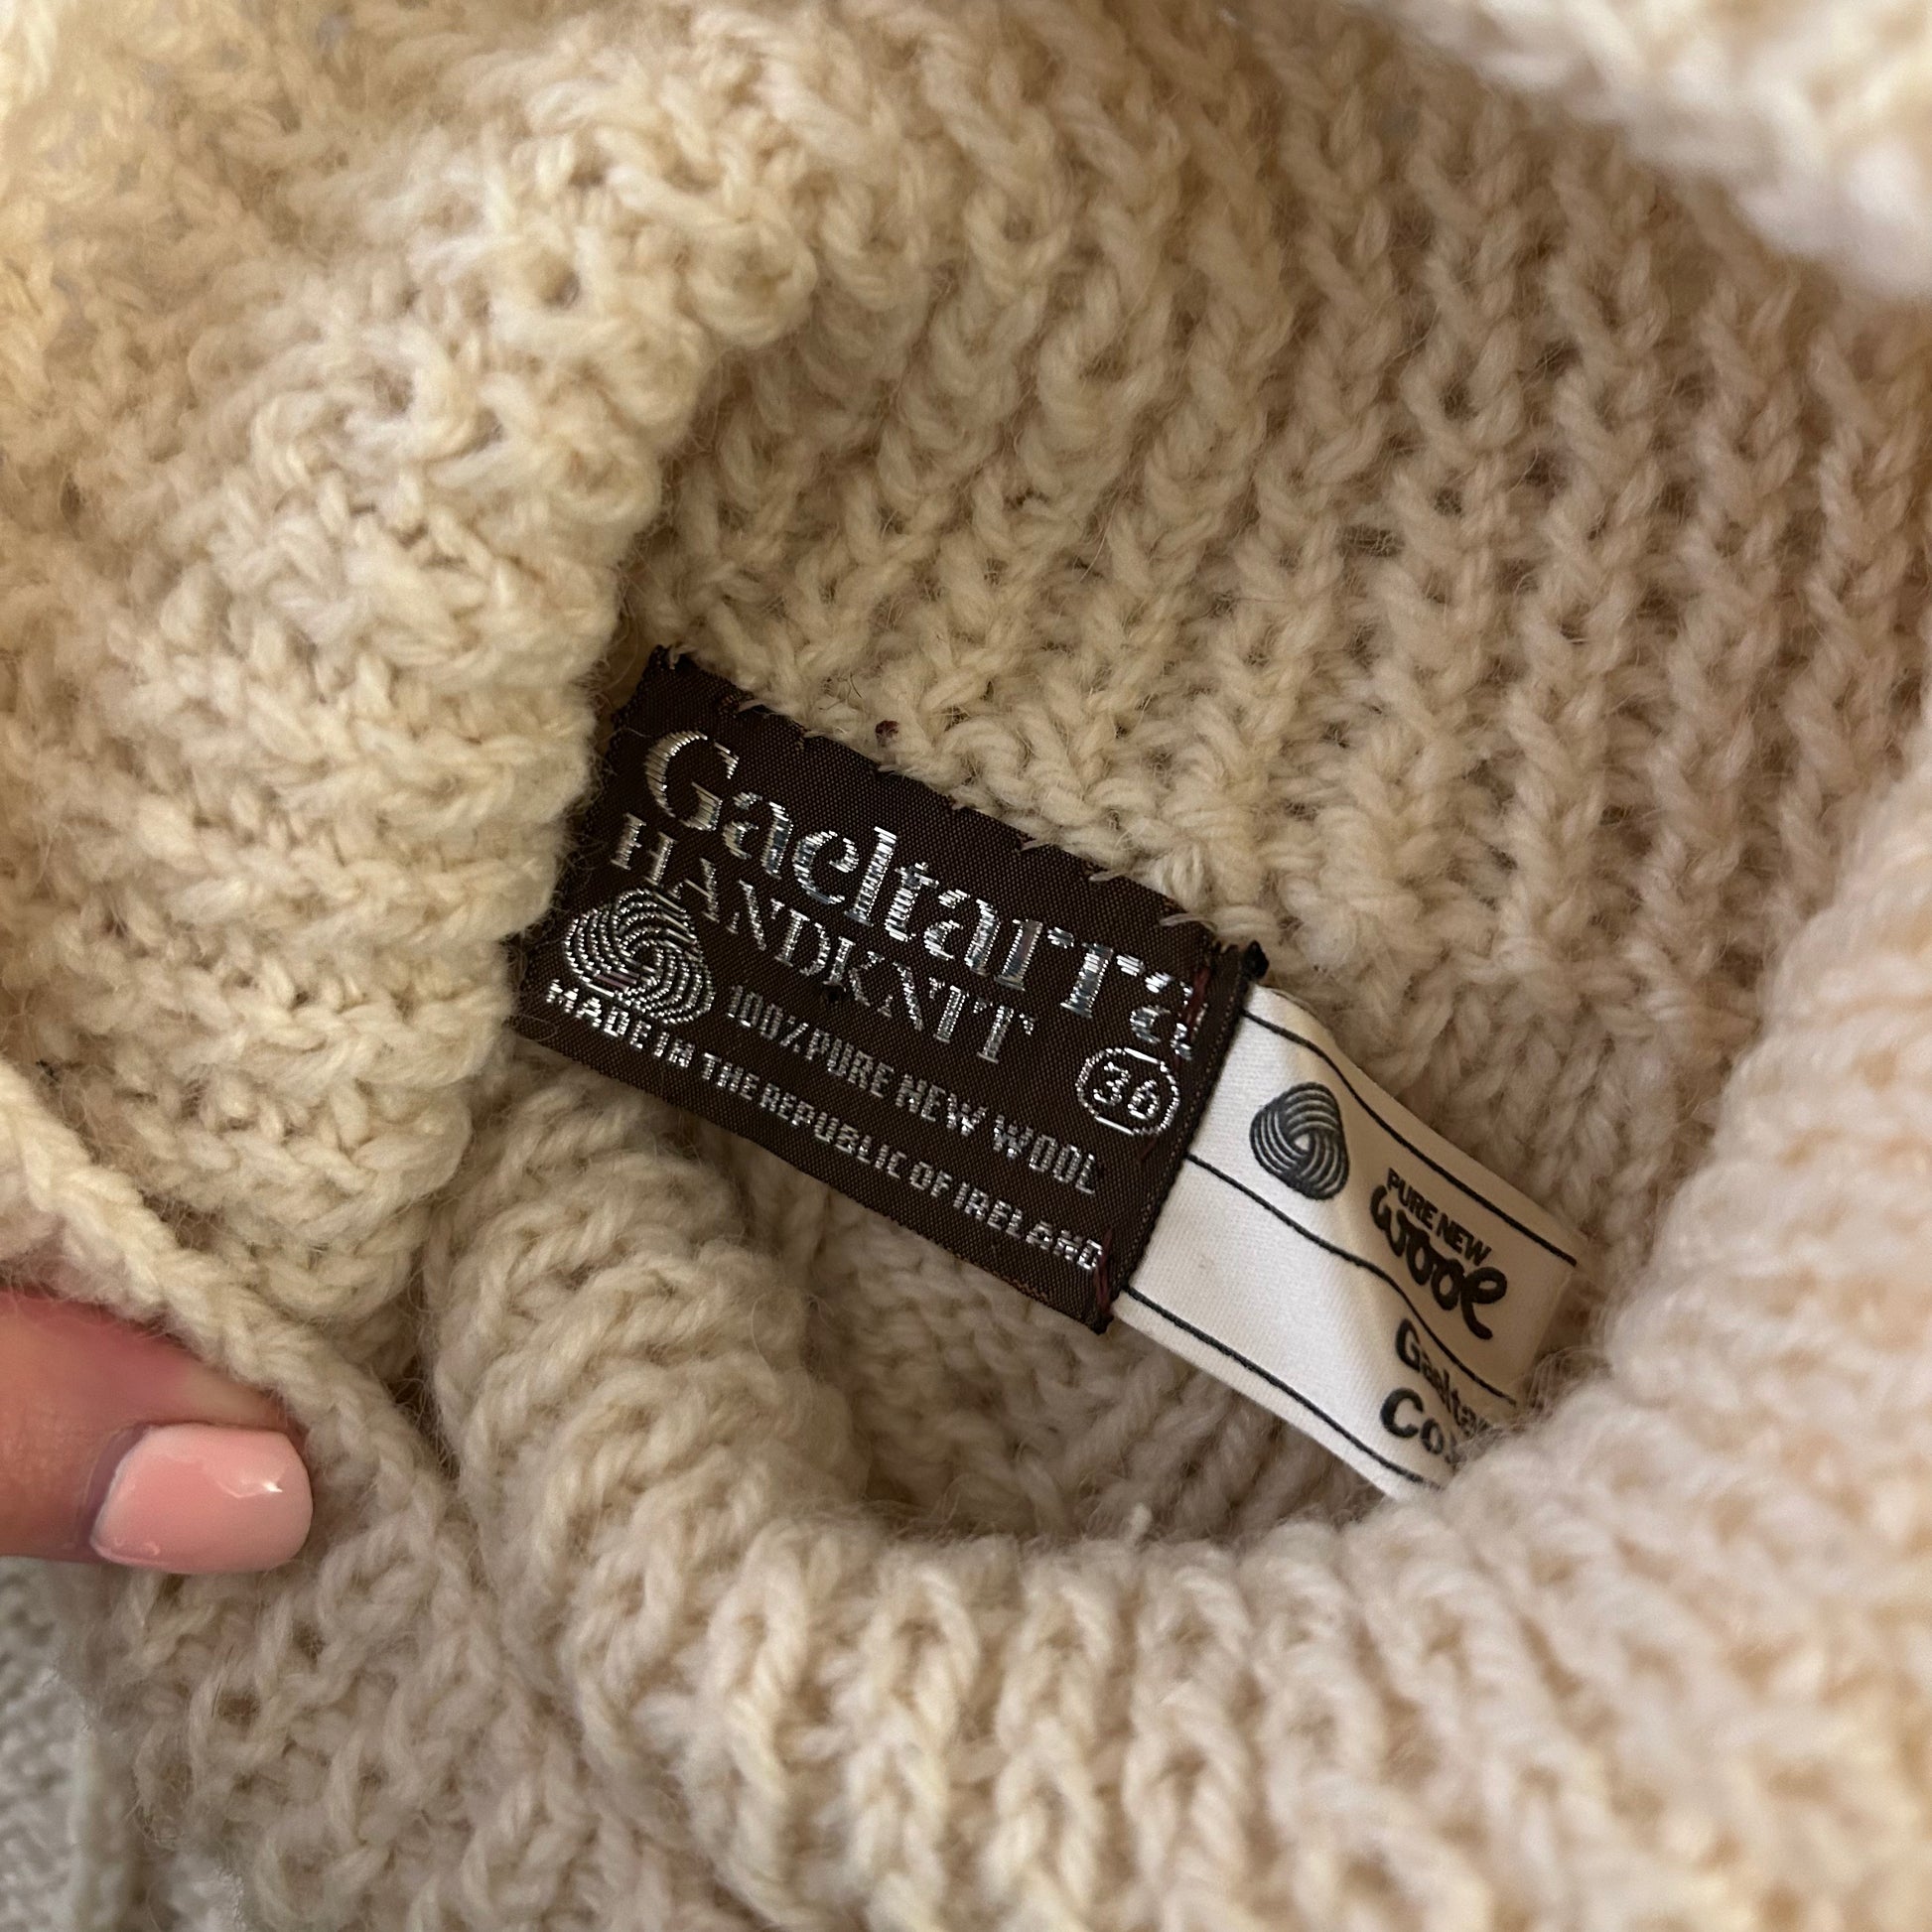 Gaeltarra
HANDKNIT
100% PURE NEW WOOL
36
MADE IN THE REPUBLIC OF IRELAND
PURE NEW
WOOL